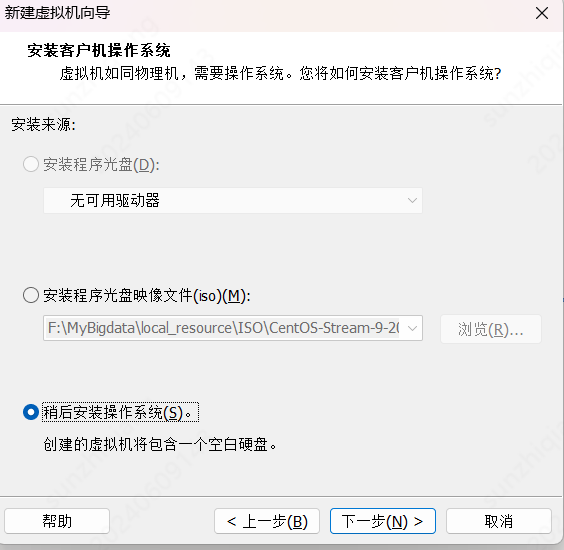 新建虚拟机向导
安装客户机操作系统
虚拟机如同物理机，需要操作系统。您将如何安装客户机操作系统?
安装来源:
安装程序光盘(D):
无可用驱动器
安装程序光盘映像文件(iso)(M):
F:\MyBigdata\local_resource\ISO\CentOS-Stream-9-20
浏览(R)...
稍后安装操作系统(S)。
创建的虚拟机将包含一个空白硬盘。
帮助
< 上一步(B)
下一步(N) >
取消